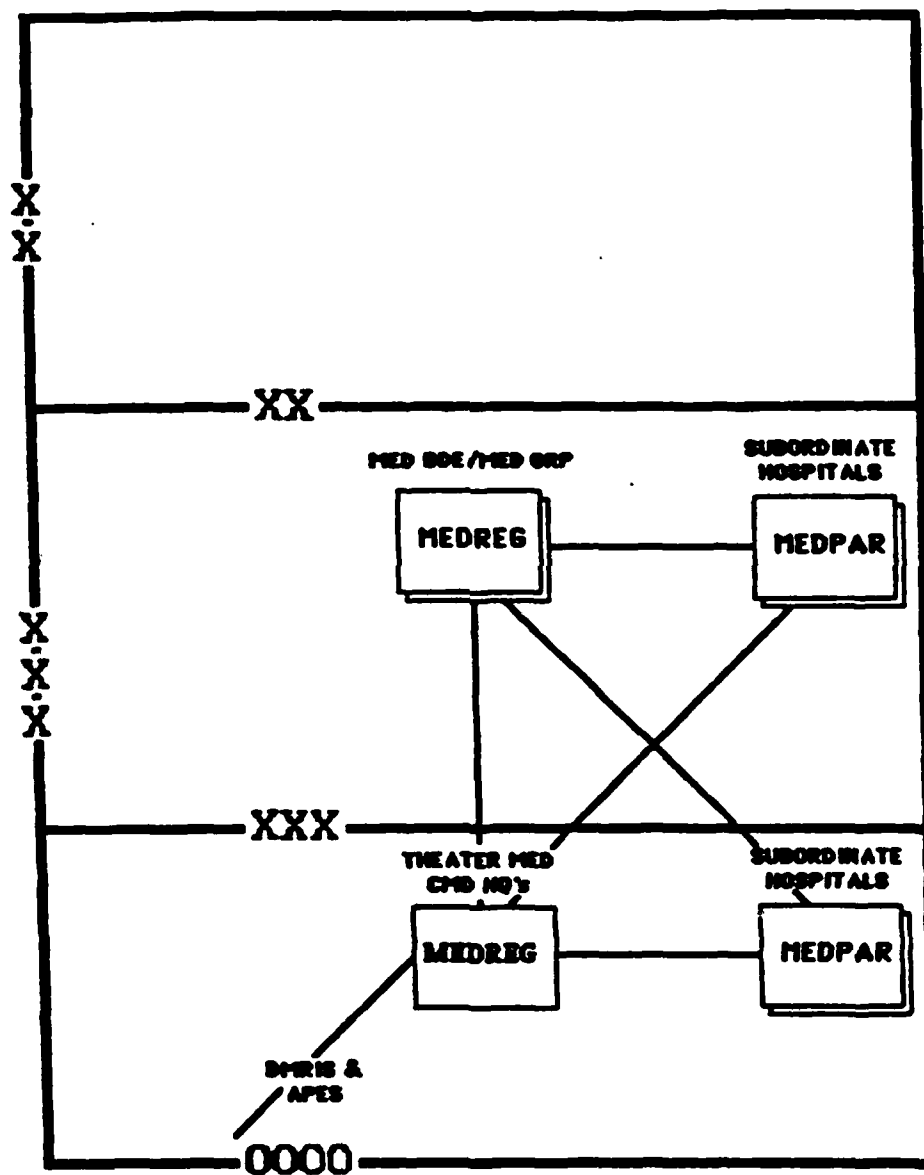 X
X
XX
MED BDE/MED GRP
SUBORDINATE
HOSPITALS
MEDREG
MEDPAR
X
X
X
XXX
THEATER MED
CMD HQ's
SUBORDINATE
HOSPITALS
MEDREG
MEDPAR
DMRIS &
APES
OOOO